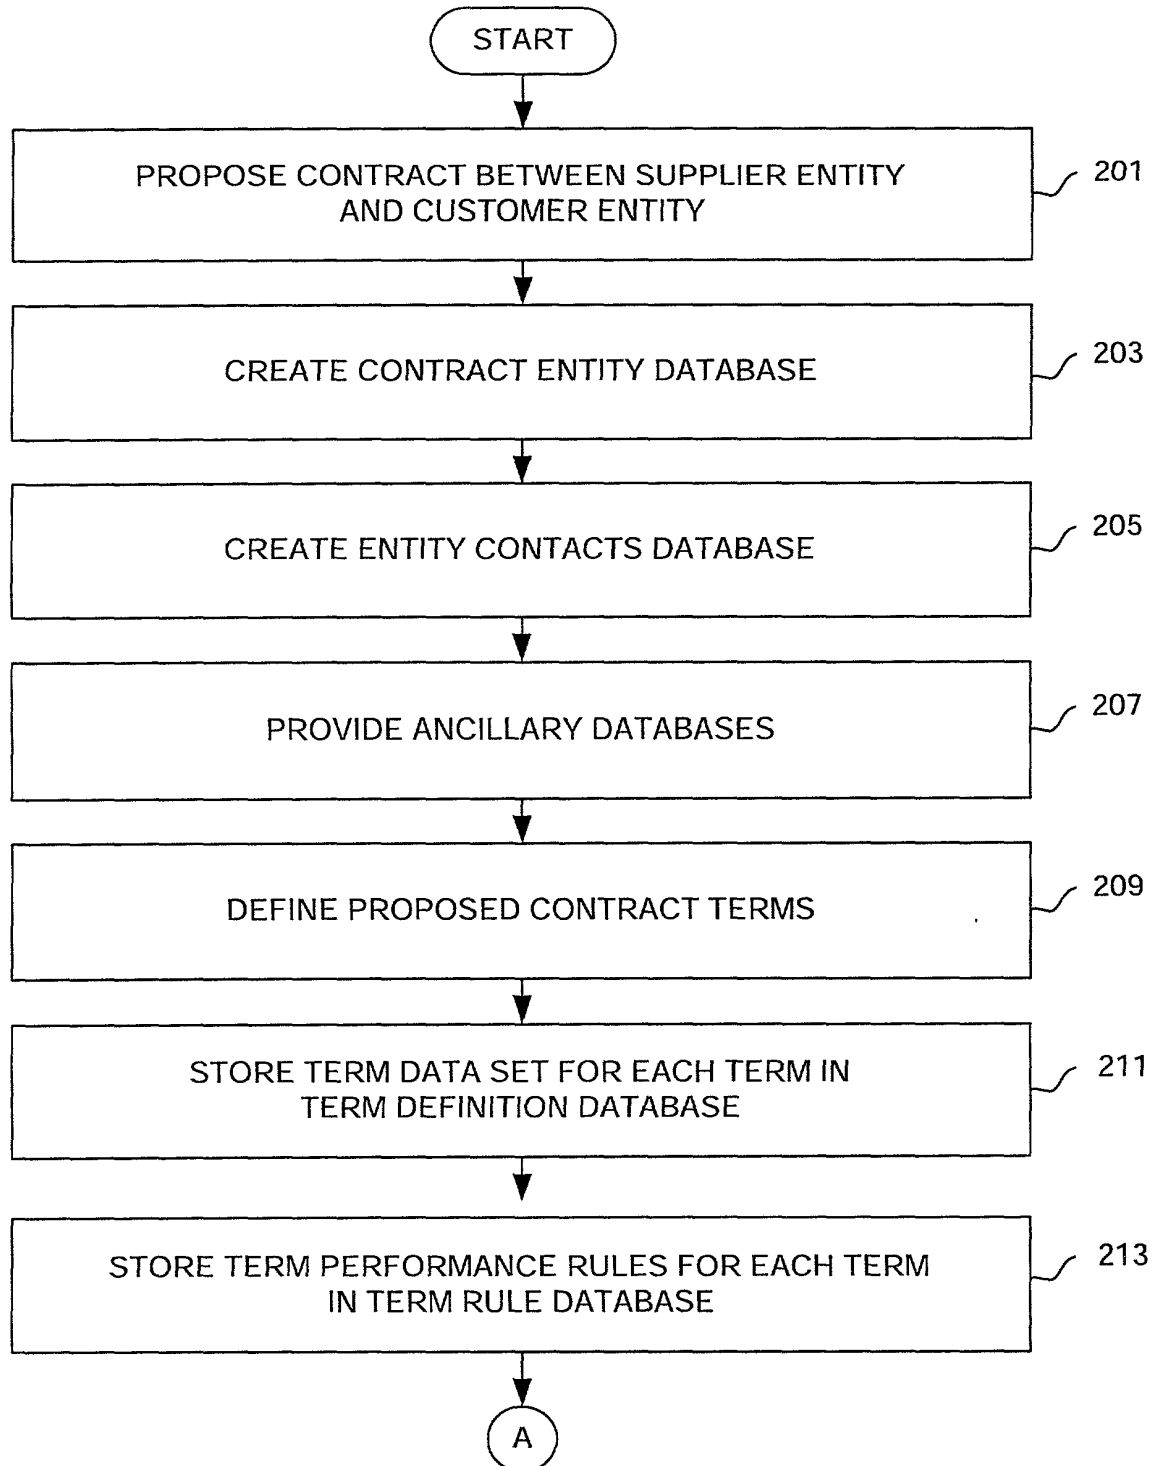 START
PROPOSE CONTRACT BETWEEN SUPPLIER ENTITY
AND CUSTOMER ENTITY
201
CREATE CONTRACT ENTITY DATABASE
203
CREATE ENTITY CONTACTS DATABASE
205
PROVIDE ANCILLARY DATABASES
207
DEFINE PROPOSED CONTRACT TERMS
209
STORE TERM DATA SET FOR EACH TERM IN
TERM DEFINITION DATABASE
211
STORE TERM PERFORMANCE RULES FOR EACH TERM
IN TERM RULE DATABASE
213
A